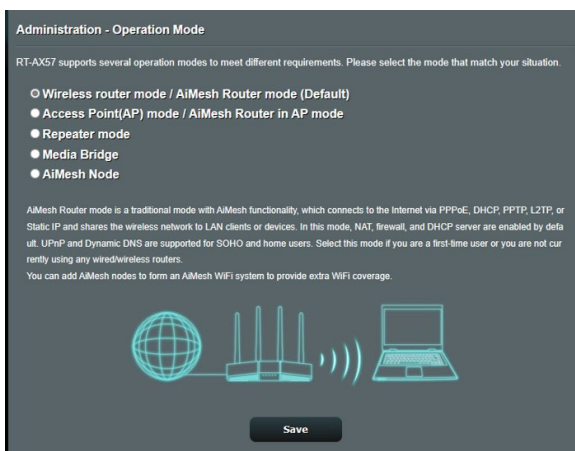 Administration - Operation Mode
RT-AX57 supports several operation modes to meet different requirements. Please select the mode that match your situation.
Wireless router mode / AiMesh Router mode (Default)
Access Point(AP) mode / AiMesh Router in AP mode
Repeater mode
Media Bridge
AiMesh Node
AiMesh Router mode is a traditional mode with AiMesh functionality, which connects to the Internet via PPPoE, DHCP, PPTP, L2TP, or
Static IP and shares the wireless network to LAN clients or devices. In this mode, NAT, firewall, and DHCP server are enabled by defa
ult. UPnP and Dynamic DNS are supported for SOHO and home users. Select this mode if you are a first-time user or you are not cur
rently using any wired/wireless routers.
You can add AiMesh nodes to form an AiMesh WiFi system to provide extra WiFi coverage.
Save